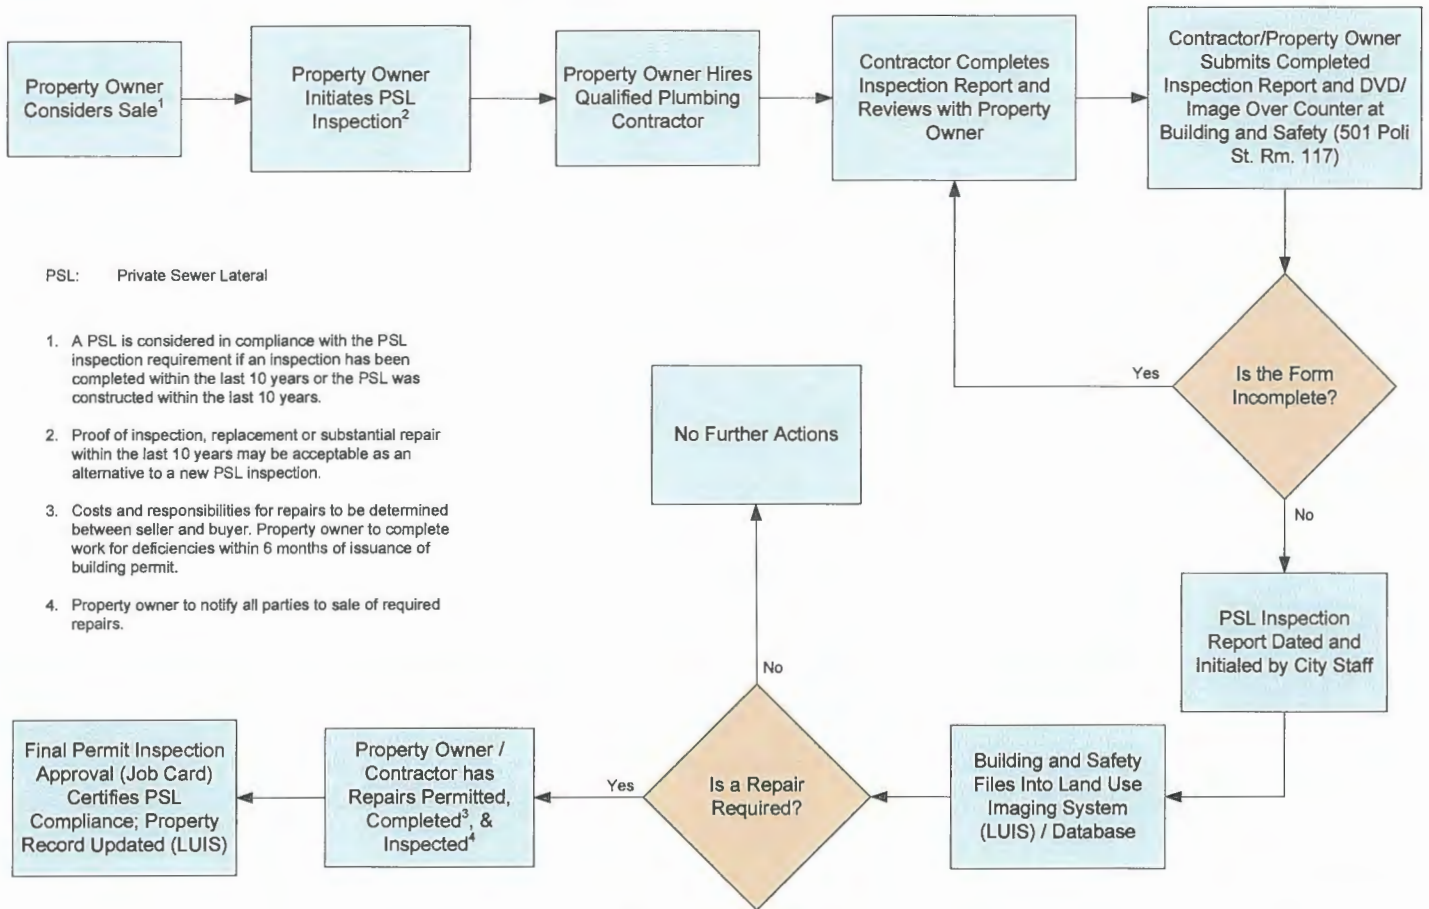 Property Owner
Considers Sale1
Property Owner
Initiates PSL
Inspection2
Property Owner Hires
Qualified Plumbing
Contractor
Contractor Completes
Inspection Report and
Reviews with Property
Owner
Contractor/Property Owner
Submits Completed
Inspection Report and DVD/
Image Over Counter at
Building and Safety (501 Poli
St. Rm. 117)
PSL: Private Sewer Lateral
1. A PSL is considered in compliance with the PSL
inspection requirement if an inspection has been
completed within the last 10 years or the PSL was
constructed within the last 10 years.
2. Proof of inspection, replacement or substantial repair
within the last 10 years may be acceptable as an
alternative to a new PSL inspection.
3. Costs and responsibilities for repairs to be determined
between seller and buyer. Property owner to complete
work for deficiencies within 6 months of issuance of
building permit.
4. Property owner to notify all parties to sale of required
repairs.
Yes
Is the Form
Incomplete?
No
No Further Actions
PSL Inspection
Report Dated and
Initialed by City Staff
Building and Safety
Files Into Land Use
Imaging System
(LUIS) / Database
Is a Repair
Required?
No
Yes
Property Owner /
Contractor has
Repairs Permitted,
Completed3, &
Inspected4
Final Permit Inspection
Approval (Job Card)
Certifies PSL
Compliance; Property
Record Updated (LUIS)